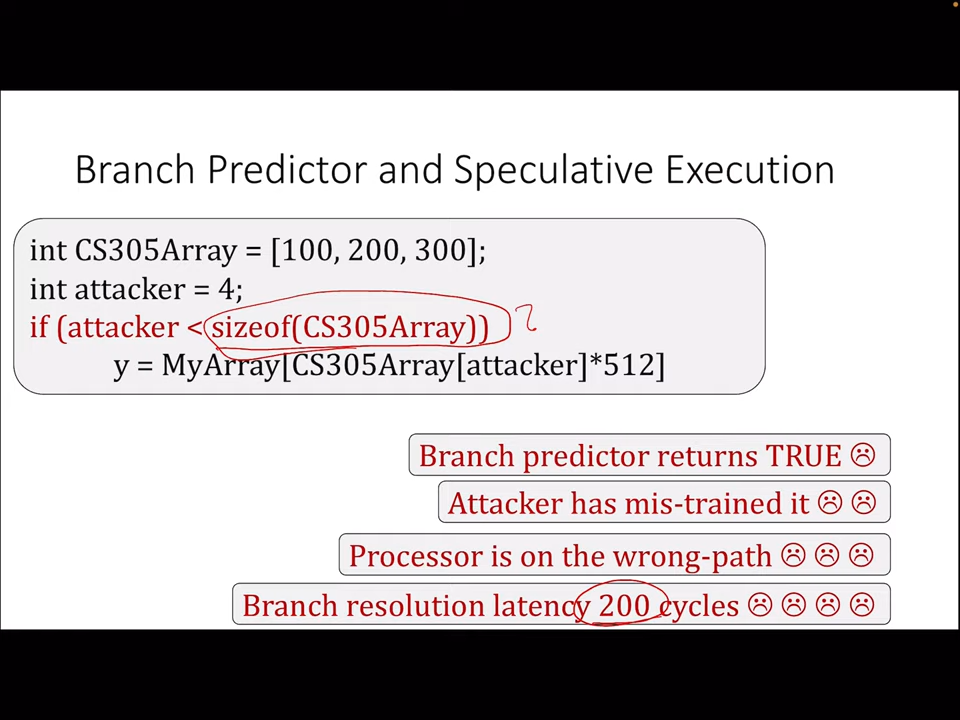 Branch Predictor and Speculative Execution
int CS305Array = [100, 200, 300];
int attacker = 4;
if (attacker < sizeof(CS305Array))
y = MyArray[CS305Array[attacker]*512]
Branch predictor returns TRUE ☹
Attacker has mis-trained it ☹ ☹
Processor is on the wrong-path ☹ ☹ ☹
Branch resolution latency 200 cycles ☹ ☹ ☹ ☹